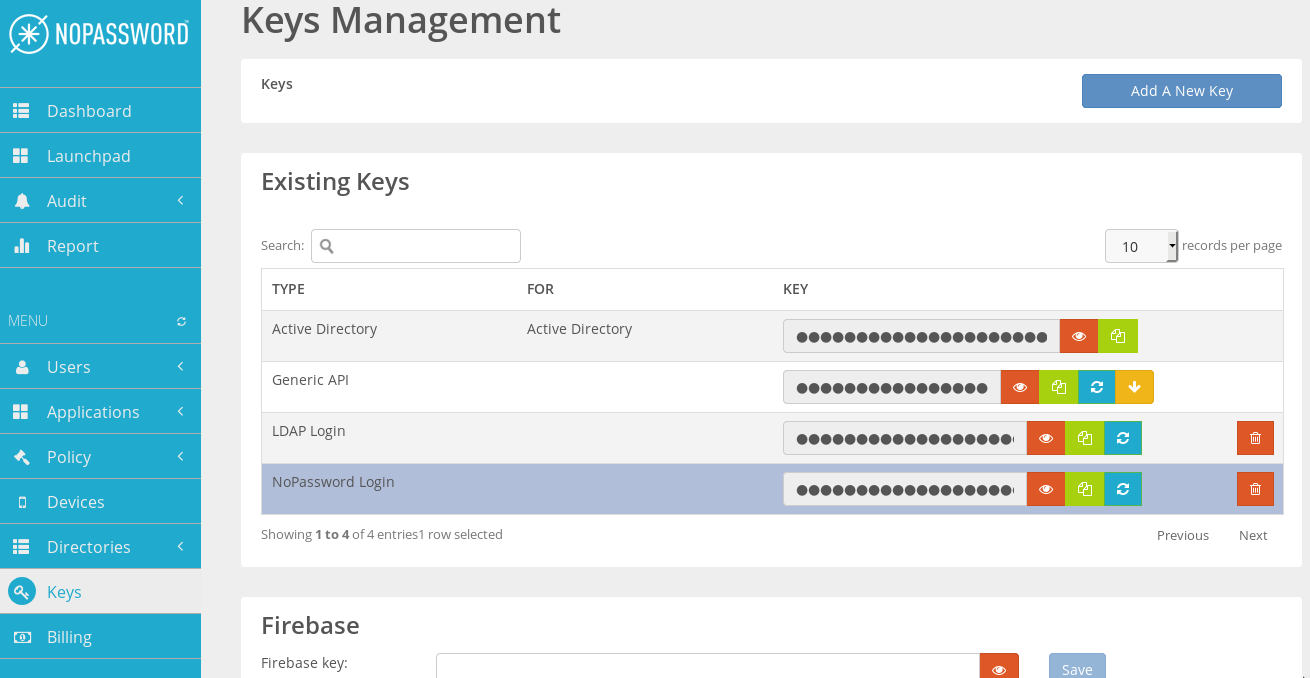 NOPASSWORD
Keys Management
Keys
Add A New Key
Dashboard
Launchpad
Audit
Report
MENU
Users
Applications
Policy
Devices
Directories
Keys
Billing
Existing Keys
Search:
10 records per page
TYPE FOR KEY
Active Directory Active Directory ●●●●●●●●●●●●●●●●●●●●●
Generic API ●●●●●●●●●●●●●●●●
LDAP Login ●●●●●●●●●●●●●●●●●●
NoPassword Login ●●●●●●●●●●●●●●●●●●
Showing 1 to 4 of 4 entries1 row selected
Previous Next
Firebase
Firebase key:
Save